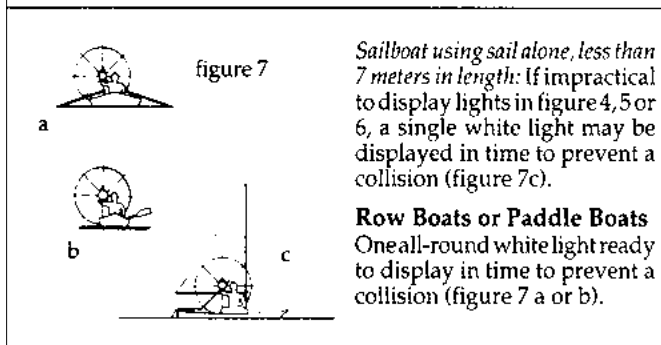 figure 7
a
b
c
Sailboat using sail alone, less than
7 meters in length: If impractical
to display lights in figure 4, 5 or
6, a single white light may be
displayed in time to prevent a
collision (figure 7c).
Row Boats or Paddle Boats
One all-round white light ready
to display in time to prevent a
collision (figure 7 a or b).